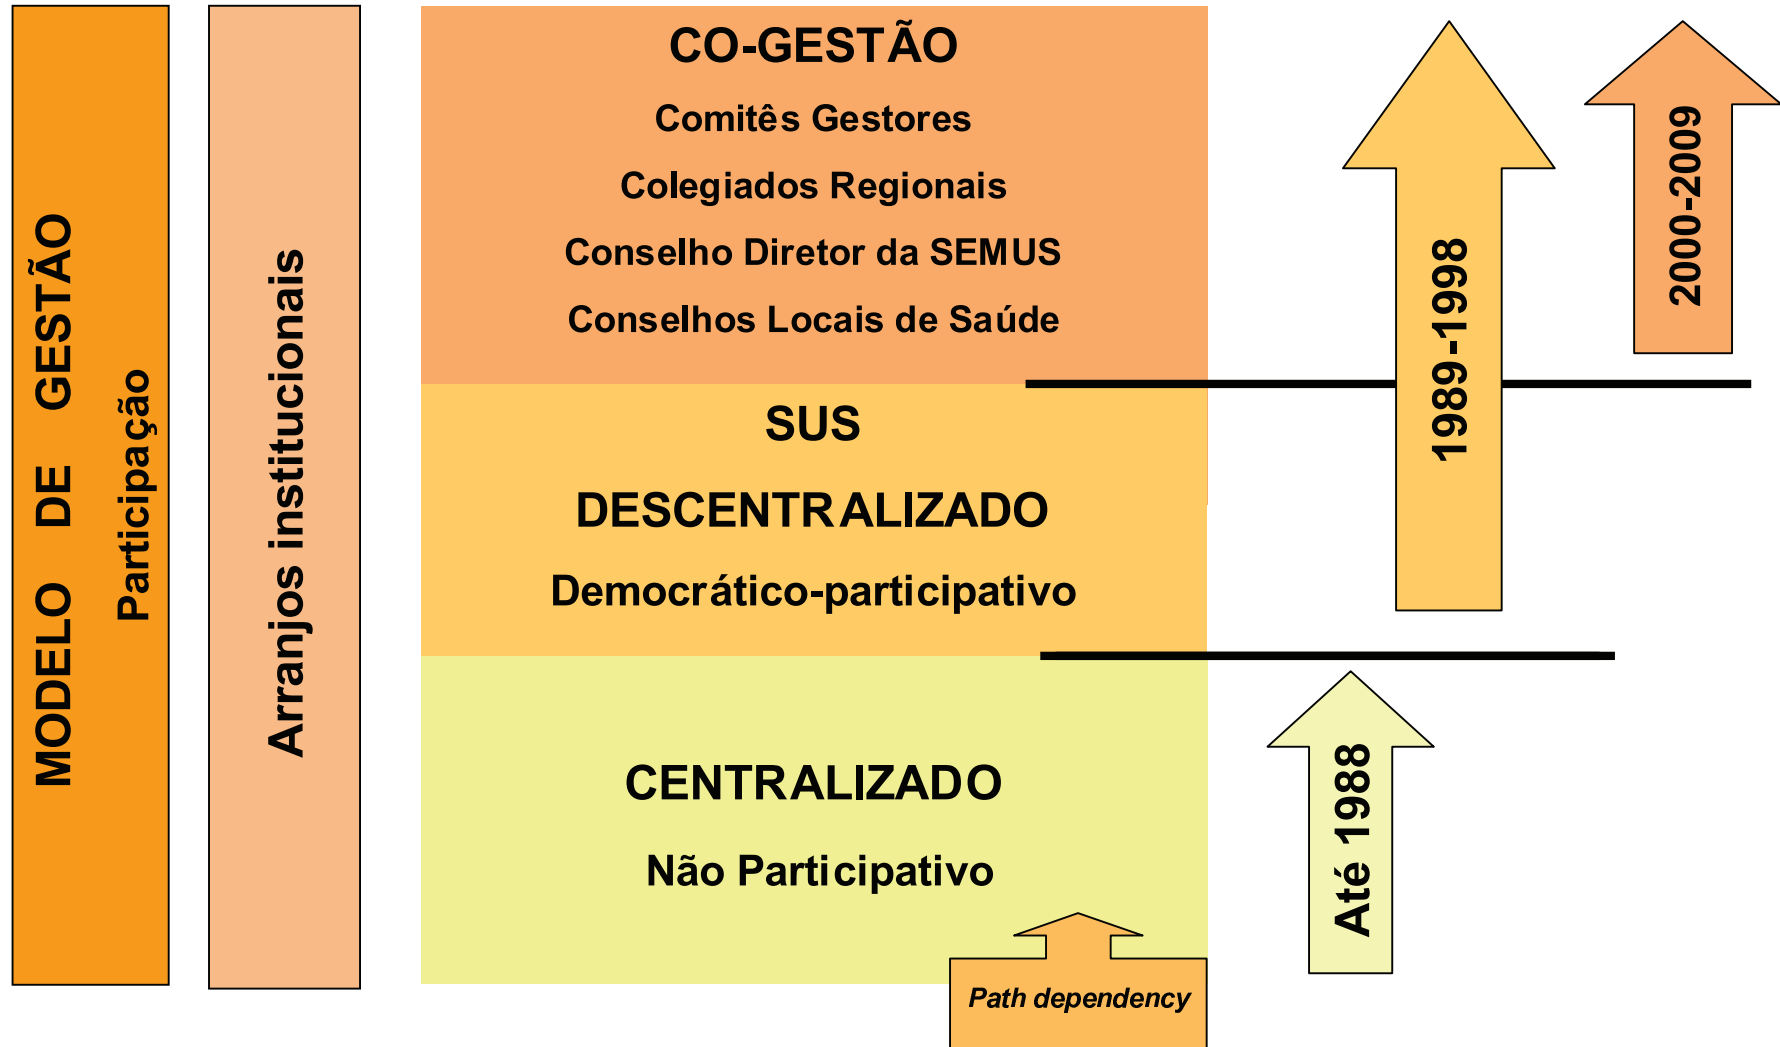 MODELO DE GESTÃO
Participação
Arranjos institucionais
CO-GESTÃO
Comitês Gestores
Colegiados Regionais
Conselho Diretor da SEMUS
Conselhos Locais de Saúde
SUS
DESCENTRALIZADO
Democrático-participativo
CENTRALIZADO
Não Participativo
Path dependency
Até 1988
1989-1998
2000-2009